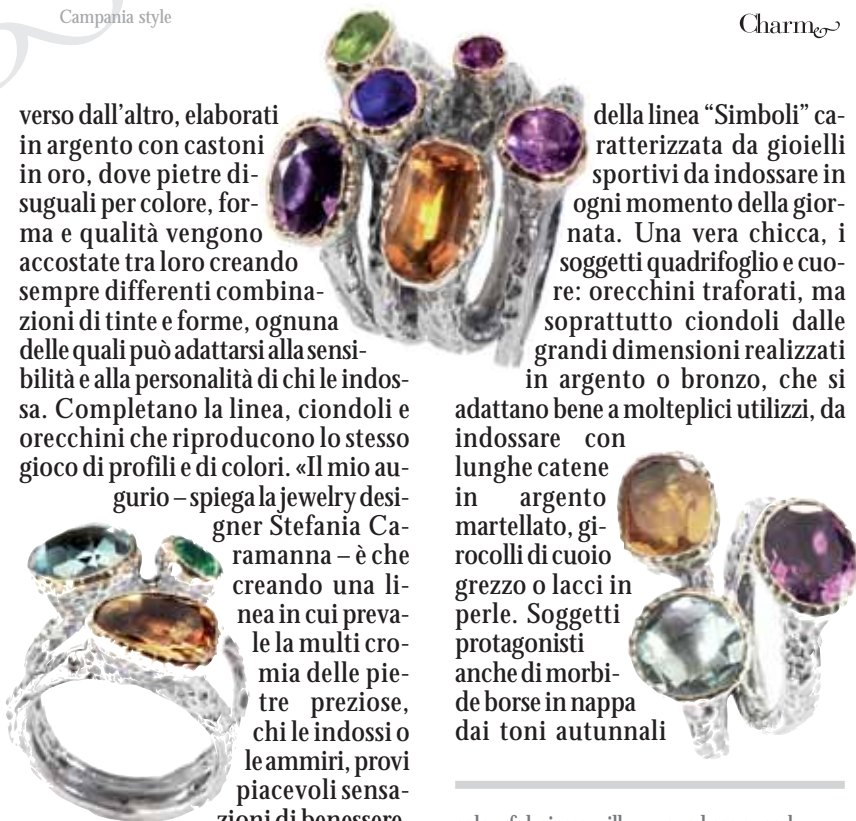 Campania style
Charm&
verso dall'altro, elaborati
in argento con castoni
in oro, dove pietre di-
suguali per colore, for-
ma e qualità vengono
accostate tra loro creando
sempre differenti combina-
zioni di tinte e forme, ognuna
delle quali può adattarsi alla sensi-
bilità e alla personalità di chi le indos-
sa. Completano la linea, ciondoli e
orecchini che riproducono lo stesso
gioco di profili e di colori. «Il mio au-
gurio – spiega la jewelry desi-
gner Stefania Ca-
ramanna – è che
creando una li-
nea in cui preva-
le la multi cro-
mia delle pie-
tre preziose,
chi le indossi o
le ammiri, provi
piacevoli sensa-
zioni di benessere
della linea “Simboli” ca-
ratterizzata da gioielli
sportivi da indossare in
ogni momento della gior-
nata. Una vera chicca, i
soggetti quadrifoglio e cuo-
re: orecchini traforati, ma
soprattutto ciondoli dalle
grandi dimensioni realizzati
in argento o bronzo, che si
adattano bene a molteplici utilizzi, da
indossare con
lunghe catene
in argento
martellato, gi-
rocolli di cuoio
grezzo o lacci in
perle. Soggetti
protagonisti
anche di morbi-
de borse in nappa
dai toni autunnali